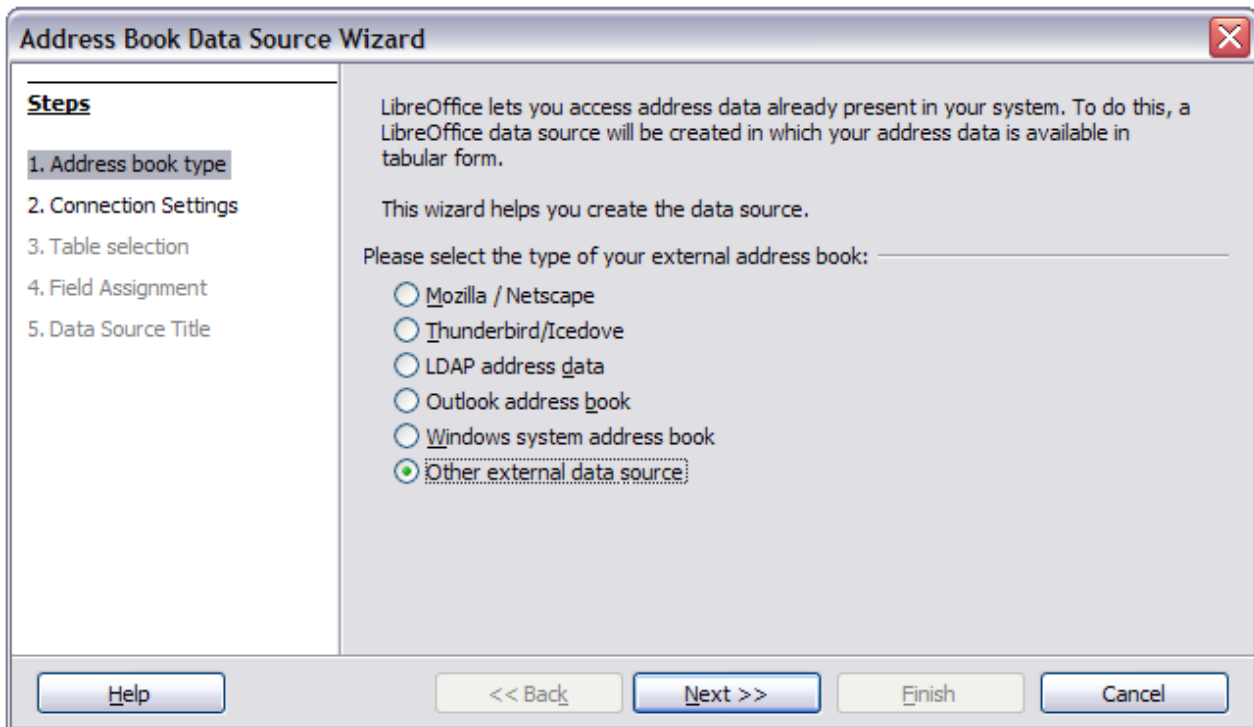 Address Book Data Source Wizard
Steps
1. Address book type
2. Connection Settings
3. Table selection
4. Field Assignment
5. Data Source Title
LibreOffice lets you access address data already present in your system. To do this, a
LibreOffice data source will be created in which your address data is available in
tabular form.
This wizard helps you create the data source.
Please select the type of your external address book:
Mozilla / Netscape
Thunderbird/Icedove
LDAP address data
Outlook address book
Windows system address book
Other external data source
Help
<< Back
Next >>
Finish
Cancel